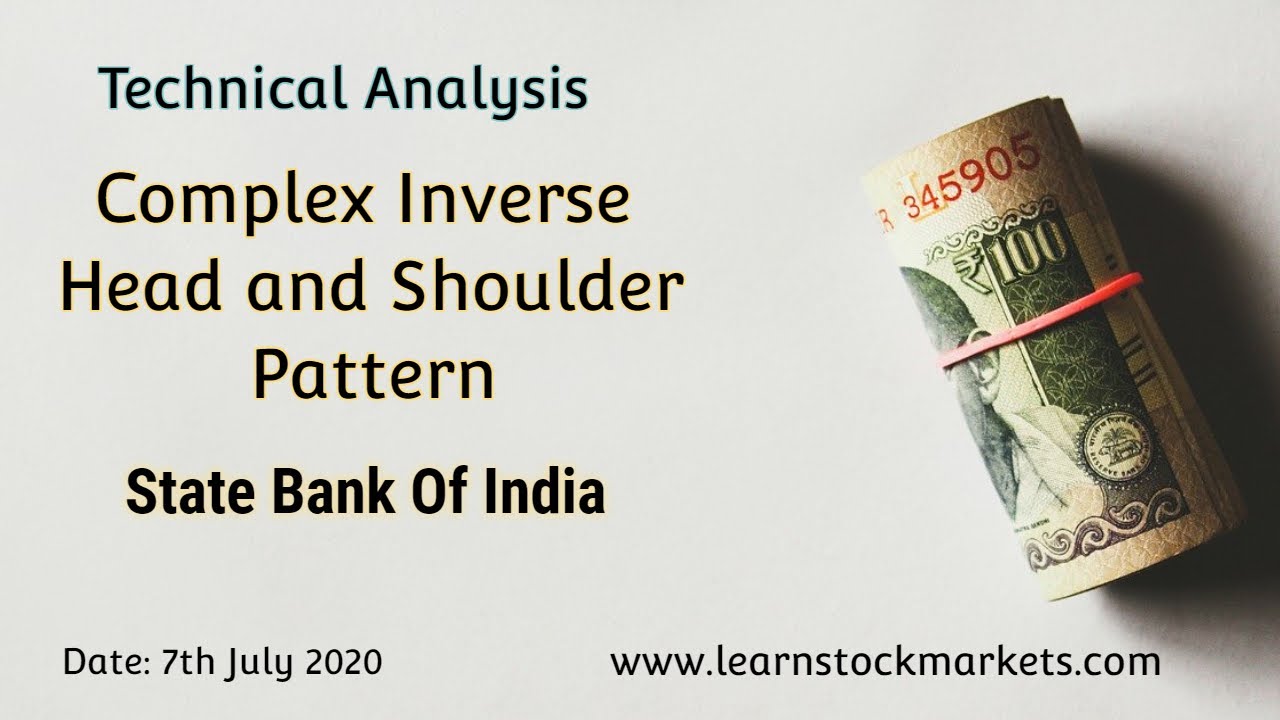 Technical Analysis
Complex Inverse
Head and Shoulder
Pattern
State Bank Of India
Date: 7th July 2020
www.learnstockmarkets.com
345905
₹100